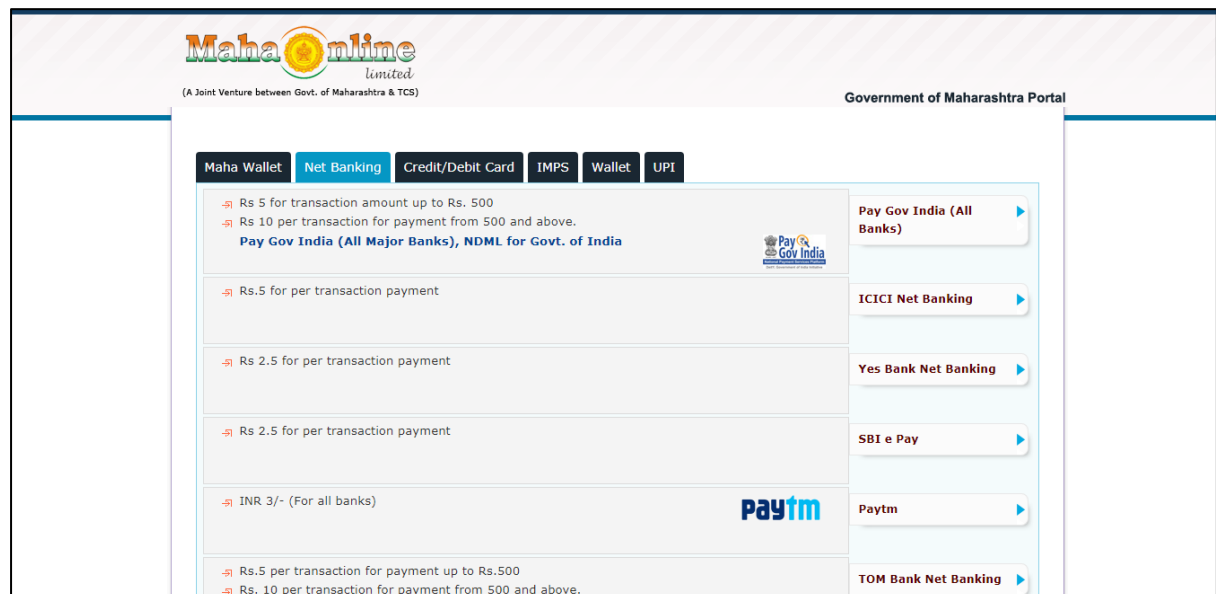 MahaOnline
limited
(A Joint Venture between Govt. of Maharashtra & TCS)
Government of Maharashtra Portal
Maha Wallet Net Banking Credit/Debit Card IMPS Wallet UPI
Rs 5 for transaction amount up to Rs. 500
Rs 10 per transaction for payment from 500 and above.
Pay Gov India (All Major Banks), NDML for Govt. of India
Pay
Gov India
Pay Gov India (All
Banks)
Rs.5 for per transaction payment
ICICI Net Banking
Rs 2.5 for per transaction payment
Yes Bank Net Banking
Rs 2.5 for per transaction payment
SBI e Pay
INR 3/- (For all banks)
paytm
Paytm
Rs.5 per transaction for payment up to Rs.500
Rs. 10 per transaction for payment from 500 and above.
TOM Bank Net Banking